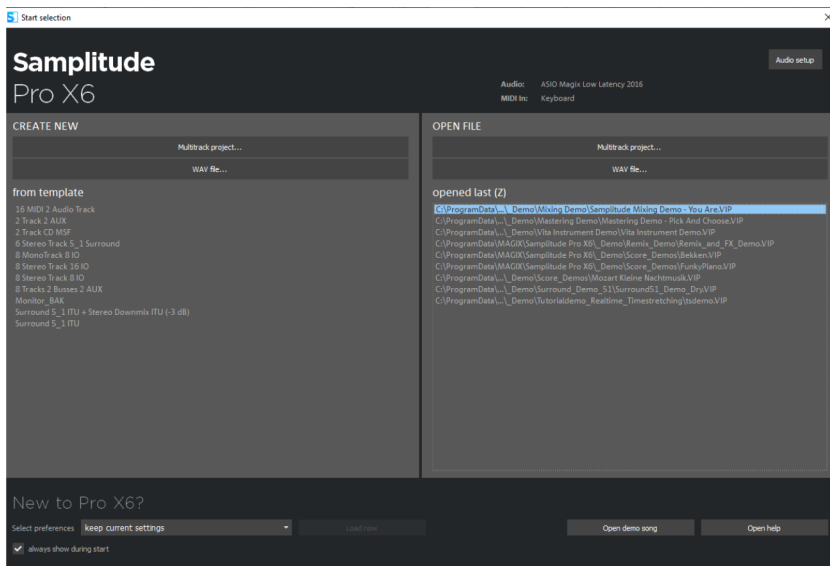 Start selection
Samplitude
Pro X6
Audio setup
Audio: ASIO Magix Low Latency 2016
MIDI In: Keyboard
CREATE NEW
Multitrack project...
WAV file...
from template
16 MIDI 2 Audio Track
2 Track 2 AUX
2 Track CD MSF
6 Stereo Track 5_1 Surround
8 MonoTrack 8 IO
8 Stereo Track 16 IO
8 Stereo Track 8 IO
8 Tracks 2 Busses 2 AUX
Monitor_BAK
Surround 5_1 ITU + Stereo Downmix ITU (-3 dB)
Surround 5_1 ITU
OPEN FILE
Multitrack project...
WAV file...
opened last (Z)
C:\ProgramData\...\_Demo\Mixing Demo\Samplitude Mixing Demo - You Are.VIP
C:\ProgramData\...\_Demo\Mastering Demo\Mastering Demo - Pick And Choose.VIP
C:\ProgramData\...\_Demo\Vita Instrument Demo\Vita Instrument Demo.VIP
C:\ProgramData\MAGIX\Samplitude Pro X6\_Demo\Remix_Demo\Remix_and_FX_Demo.VIP
C:\ProgramData\MAGIX\Samplitude Pro X6\_Demo\Score_Demos\Bekken.VIP
C:\ProgramData\MAGIX\Samplitude Pro X6\_Demo\Score_Demos\FunkyPiano.VIP
C:\ProgramData\...\_Demo\Score_Demos\Mozart Kleine Nachtmusik.VIP
C:\ProgramData\...\_Demo\Surround_Demo_51\Surround51_Demo_Dry.VIP
C:\ProgramData\...\_Demo\Tutorialdemo_Realtime_Timestretching\tsdemo.VIP
New to Pro X6?
Select preferences
keep current settings
Load now
Open demo song
Open help
always show during start